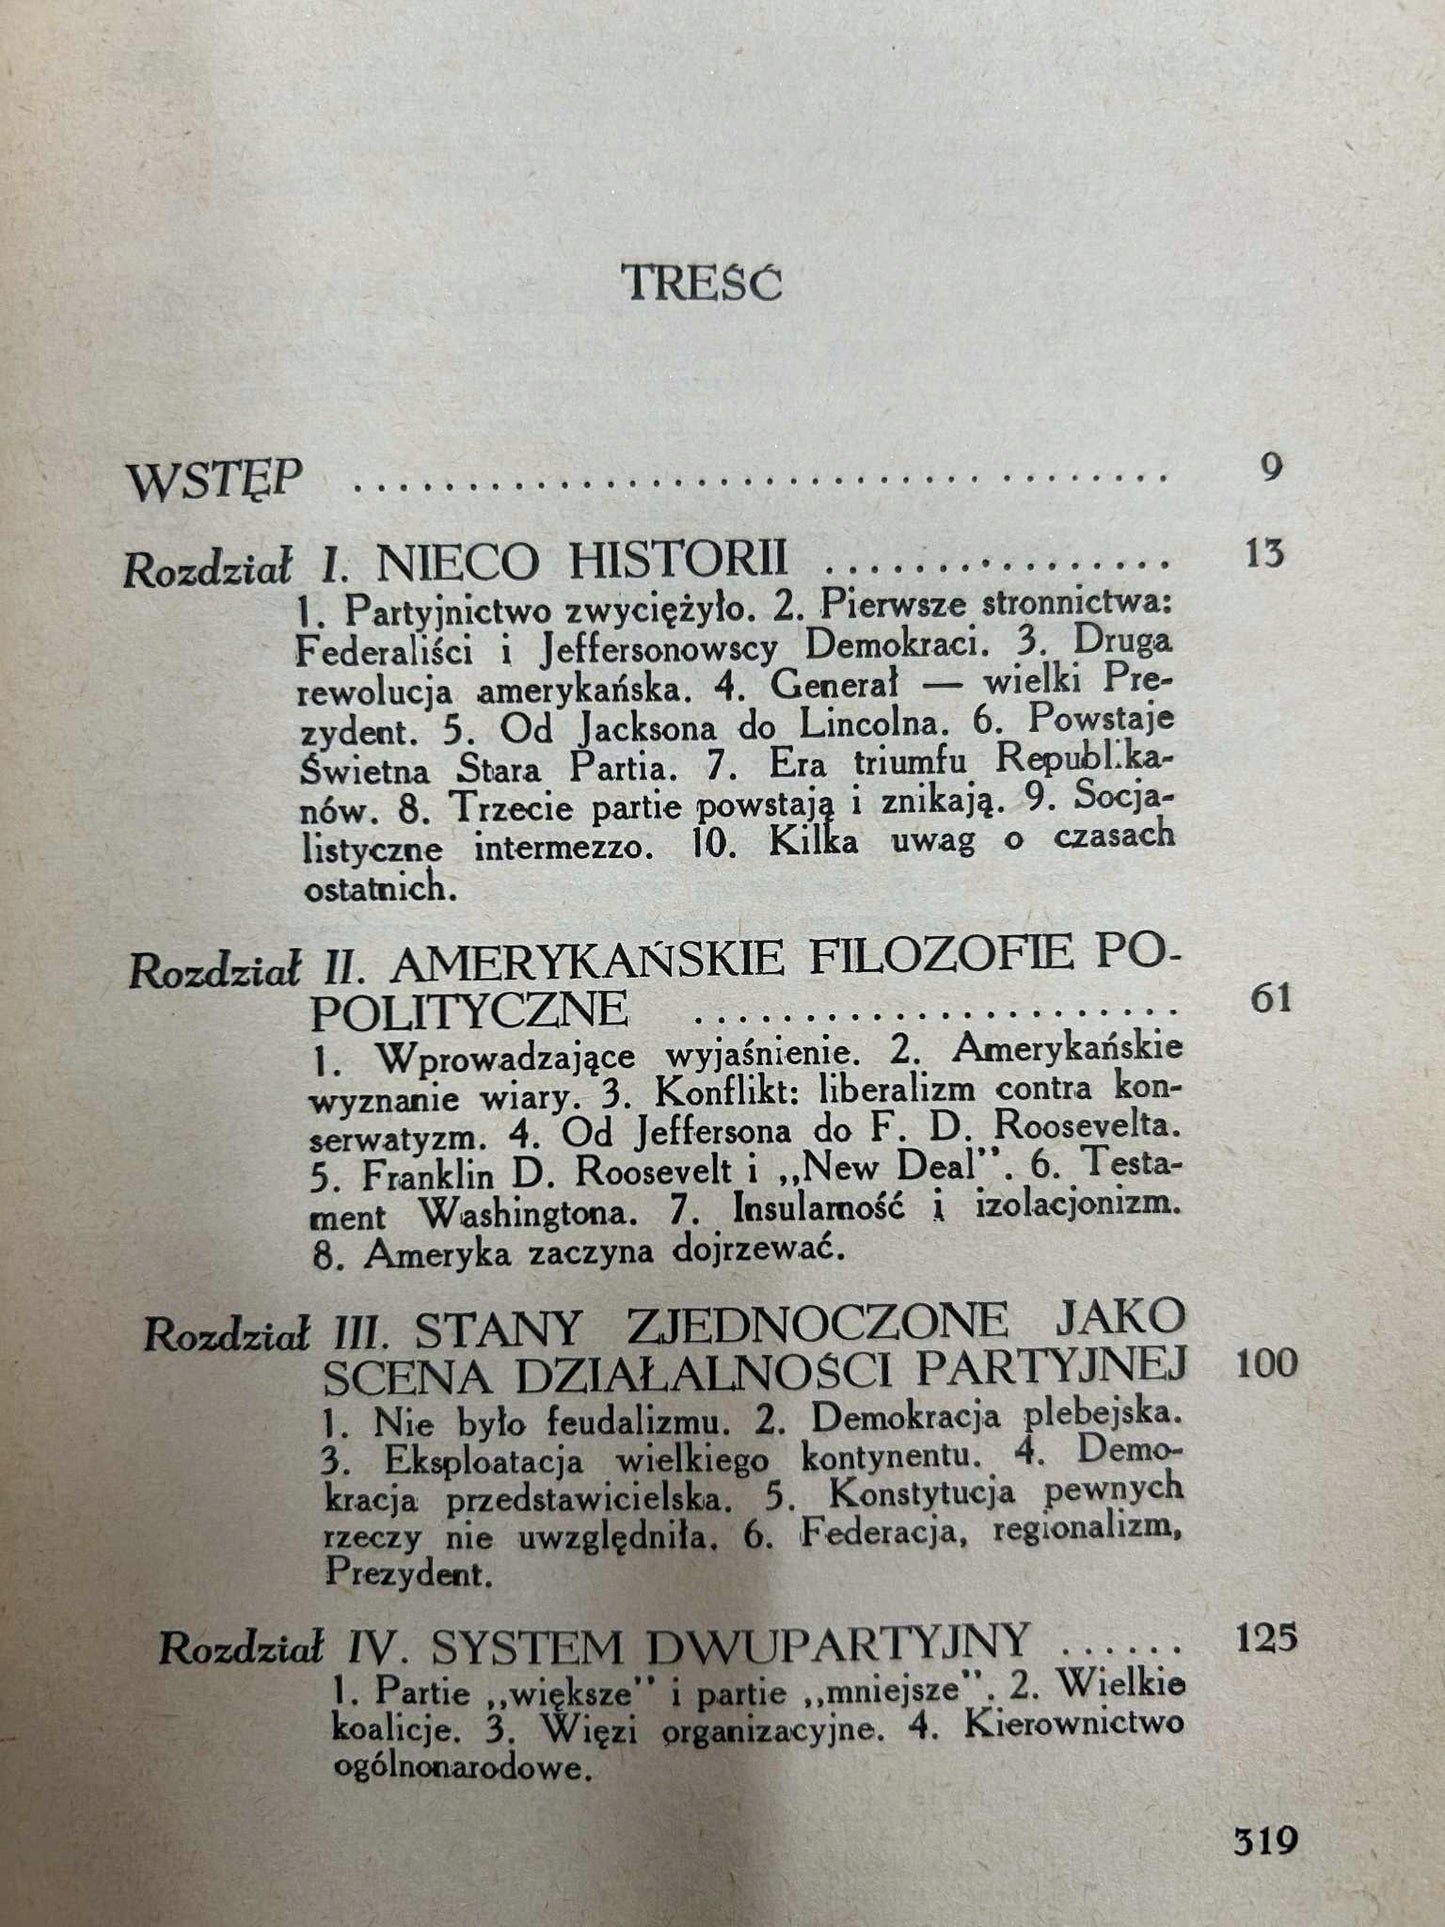 TREŚĆ
WSTĘP ................................. 9
Rozdział I. NIECO HISTORII ................ 13
1. Partyjnictwo zwyciężyło. 2. Pierwsze stronnictwa:
Federaliści i Jeffersonowscy Demokraci. 3. Druga
rewolucja amerykańska. 4. Generał — wielki Pre-
zydent. 5. Od Jacksona do Lincolna. 6. Powstaje
Świetna Stara Partia. 7. Era triumfu Republika-
nów. 8. Trzecie partie powstają i znikają. 9. Socja-
listyczne intermezzo. 10. Kilka uwag o czasach
ostatnich.
Rozdział II. AMERYKAŃSKIE FILOZOFIE PO-
POLITYCZNE ...................... 61
1. Wprowadzające wyjaśnienie. 2. Amerykańskie
wyznanie wiary. 3. Konflikt: liberalizm contra kon-
serwatyzm. 4. Od Jeffersona do F. D. Roosevelta.
5. Franklin D. Roosevelt i ,,New Deal''. 6. Testa-
ment Washingtona. 7. Insularność i izolacjonizm.
8. Ameryka zaczyna dojrzewać.
Rozdział III. STANY ZJEDNOCZONE JAKO
SCENA DZIAŁALNOŚCI PARTYJNEJ 100
1. Nie było feudalizmu. 2. Demokracja plebejska.
3. Eksploatacja wielkiego kontynentu. 4. Demo-
kracja przedstawicielska. 5. Konstytucja pewnych
rzeczy nie uwzględniła. 6. Federacja, regionalizm,
Prezydent.
Rozdział IV. SYSTEM DWUPARTYJNY ...... 125
1. Partie ,,większe'' i partie ,,mniejsze''. 2. Wielkie
koalicje. 3. Więzi organizacyjne. 4. Kierownictwo
ogólnonarodowe.
319